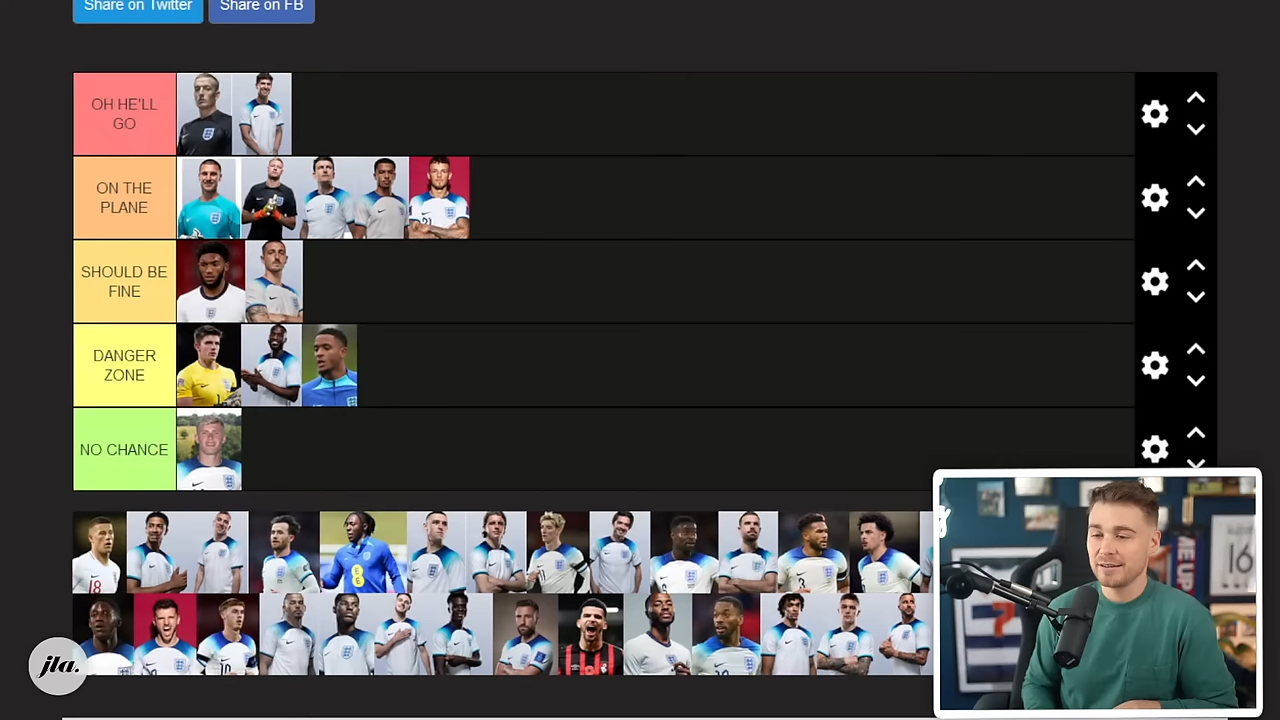 Share on Twitter
Share on FB
OH HE'LL
GO
ON THE
PLANE
SHOULD BE
FINE
DANGER
ZONE
NO CHANCE
jla.
16